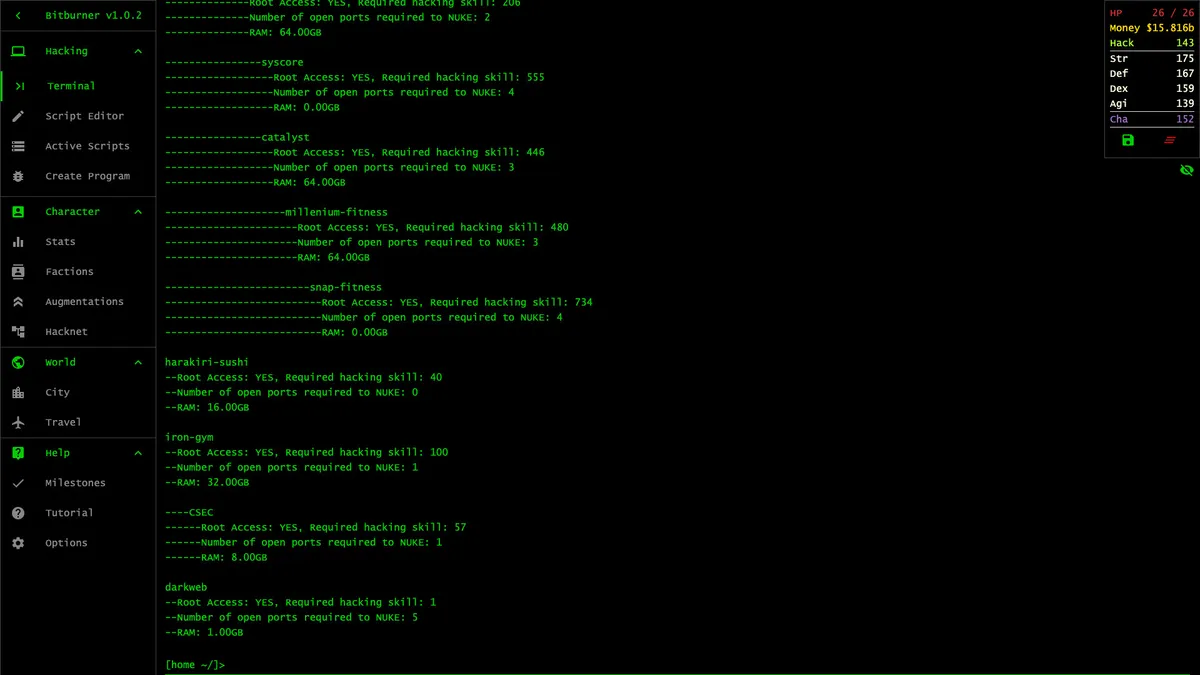 Bitburner v1.0.2
Hacking
Terminal
Script Editor
Active Scripts
Create Program
Character
Stats
Factions
Augmentations
Hacknet
World
City
Travel
Help
Milestones
Tutorial
Options
--------------Root Access: YES, Required hacking skill: 206
--------------Number of open ports required to NUKE: 2
--------------RAM: 64.00GB
----------------syscore
------------------Root Access: YES, Required hacking skill: 555
------------------Number of open ports required to NUKE: 4
------------------RAM: 0.00GB
----------------catalyst
------------------Root Access: YES, Required hacking skill: 446
------------------Number of open ports required to NUKE: 3
------------------RAM: 64.00GB
--------------------millenium-fitness
----------------------Root Access: YES, Required hacking skill: 480
----------------------Number of open ports required to NUKE: 3
----------------------RAM: 64.00GB
------------------------snap-fitness
--------------------------Root Access: YES, Required hacking skill: 734
--------------------------Number of open ports required to NUKE: 4
--------------------------RAM: 0.00GB
harakiri-sushi
--Root Access: YES, Required hacking skill: 40
--Number of open ports required to NUKE: 0
--RAM: 16.00GB
iron-gym
--Root Access: YES, Required hacking skill: 100
--Number of open ports required to NUKE: 1
--RAM: 32.00GB
----CSEC
------Root Access: YES, Required hacking skill: 57
------Number of open ports required to NUKE: 1
------RAM: 8.00GB
darkweb
--Root Access: YES, Required hacking skill: 1
--Number of open ports required to NUKE: 5
--RAM: 1.00GB
[home ~/]>
HP 26 / 26
Money $15.816b
Hack 143
Str 175
Def 167
Dex 159
Agi 139
Cha 152